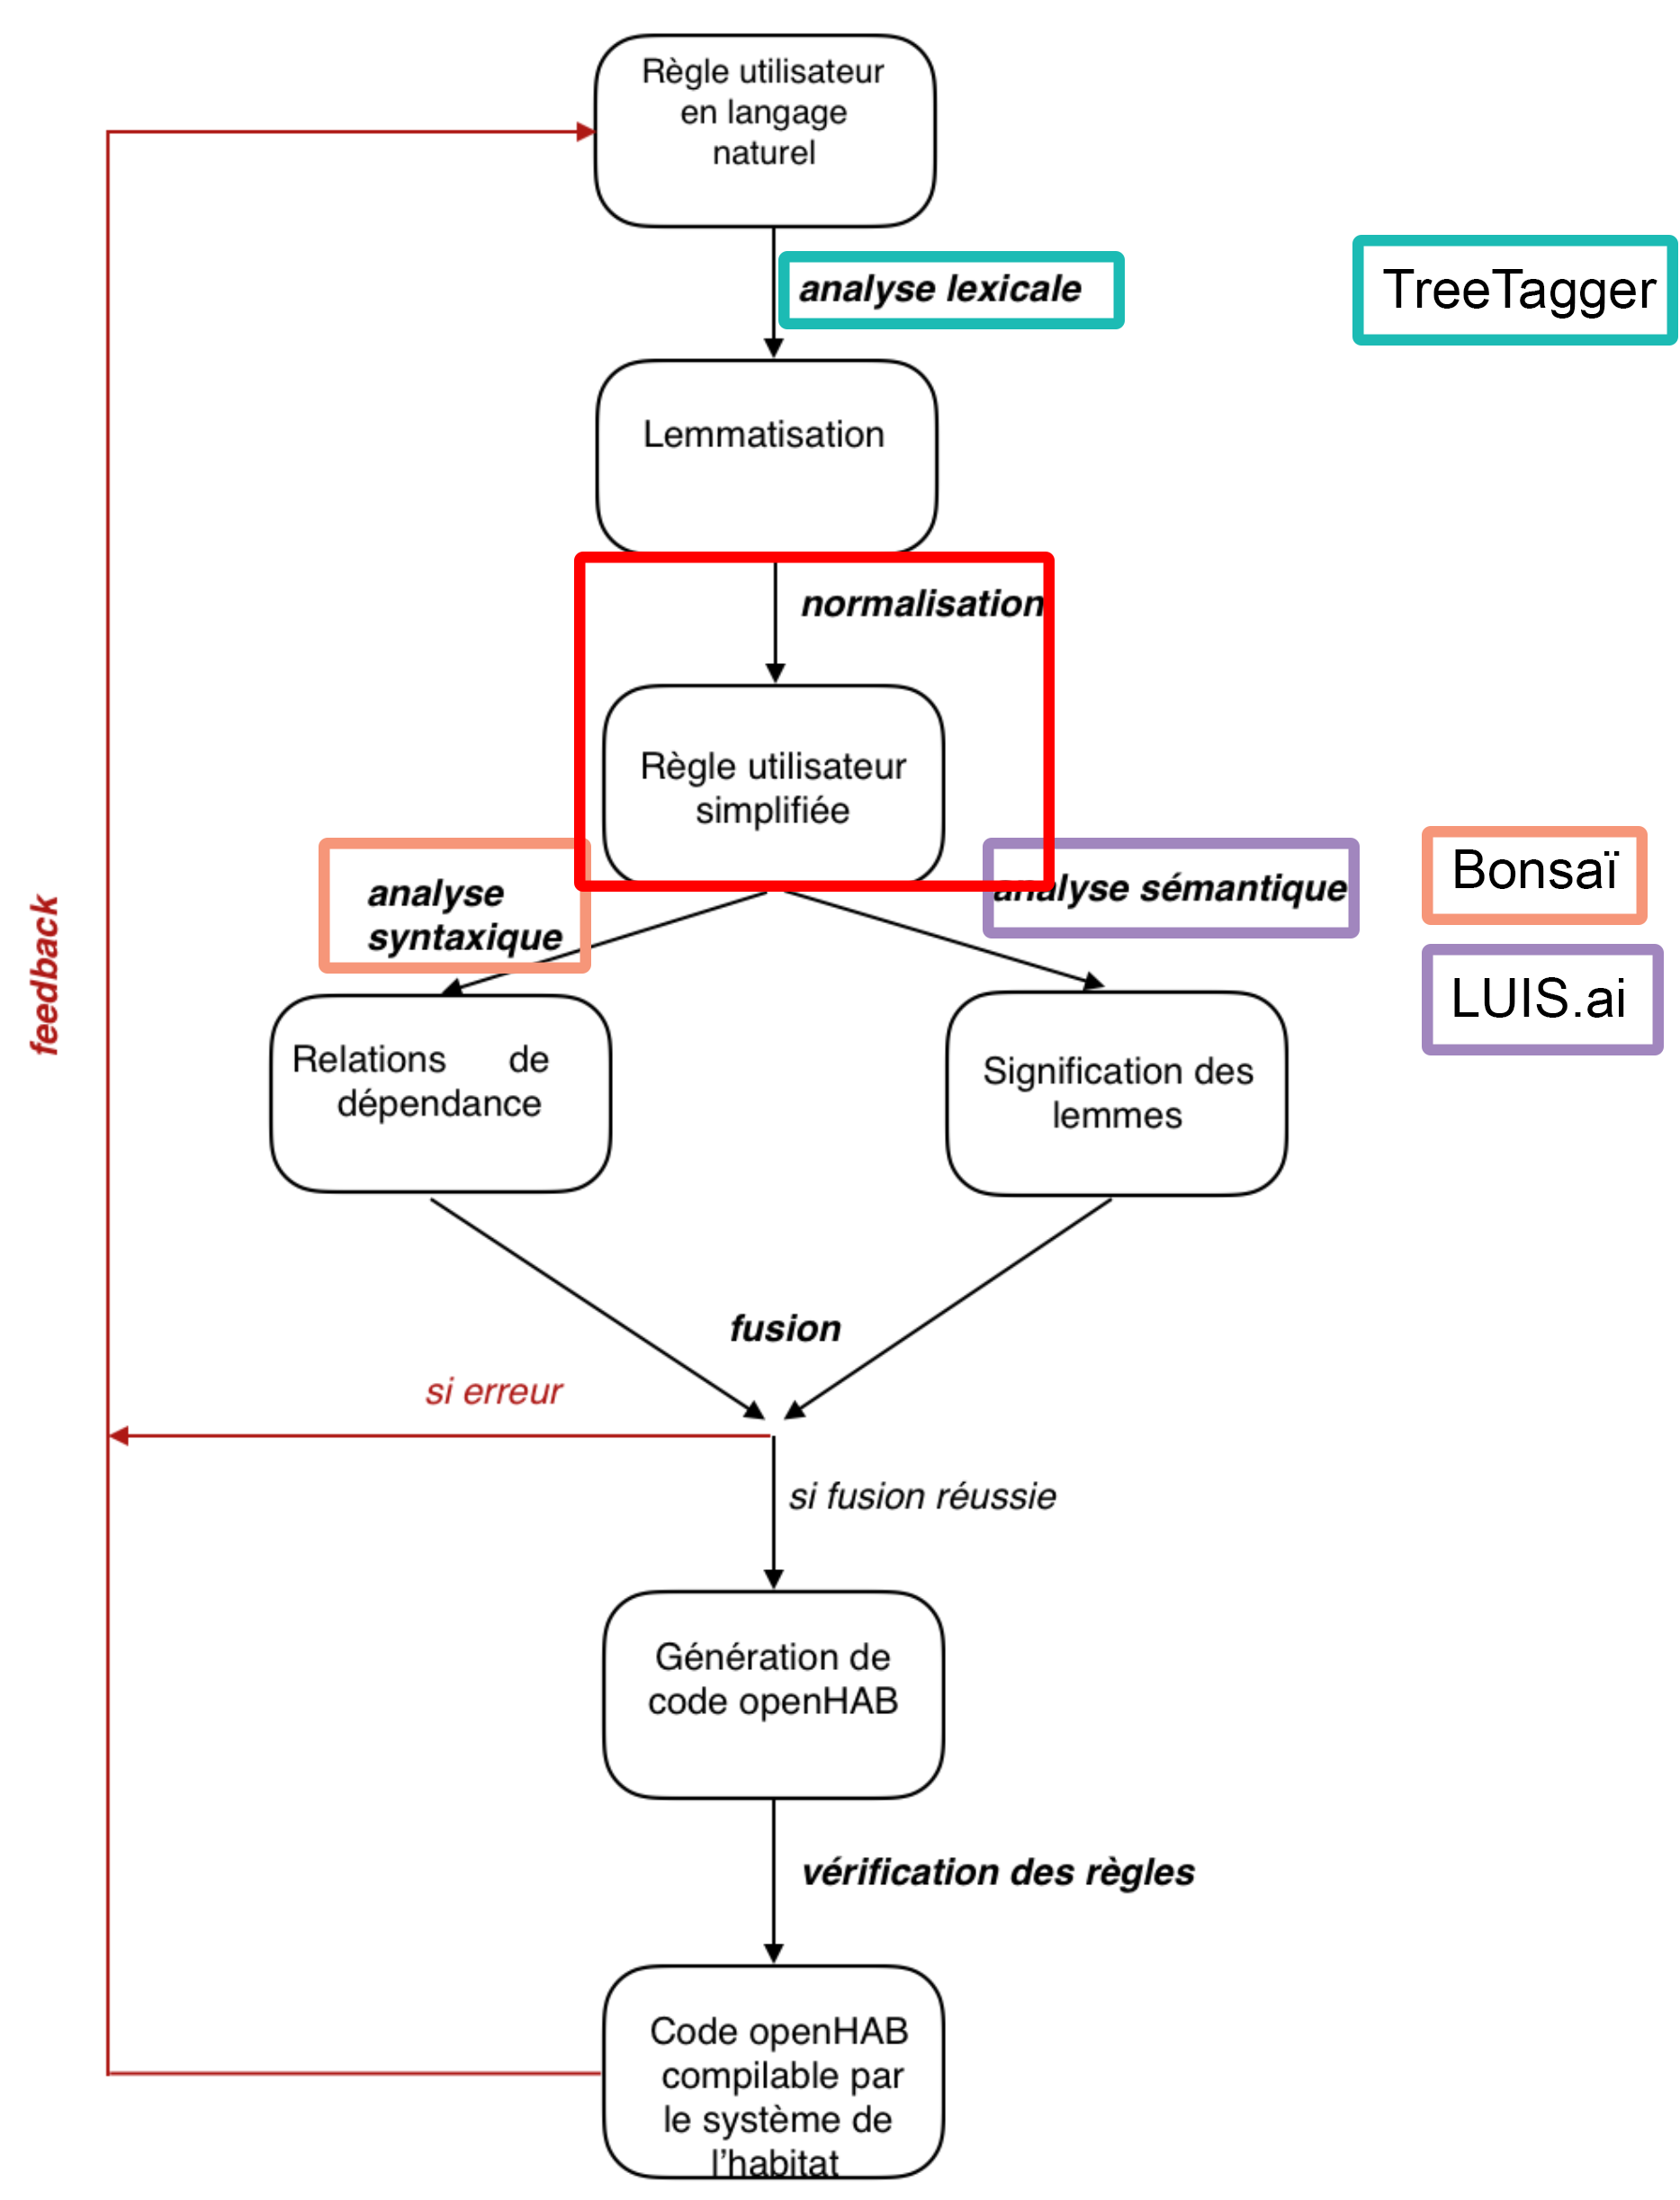 Règle utilisateur
en langage
naturel
analyse lexicale
TreeTagger
Lemmatisation
normalisation
Règle utilisateur
simplifiée
analyse
syntaxique
analyse sémantique
Bonsaï
LUIS.ai
feedback
Relations de
dépendance
Signification des
lemmes
fusion
si erreur
si fusion réussie
Génération de
code openHAB
vérification des règles
Code openHAB
compilable par
le système de
l'habitat